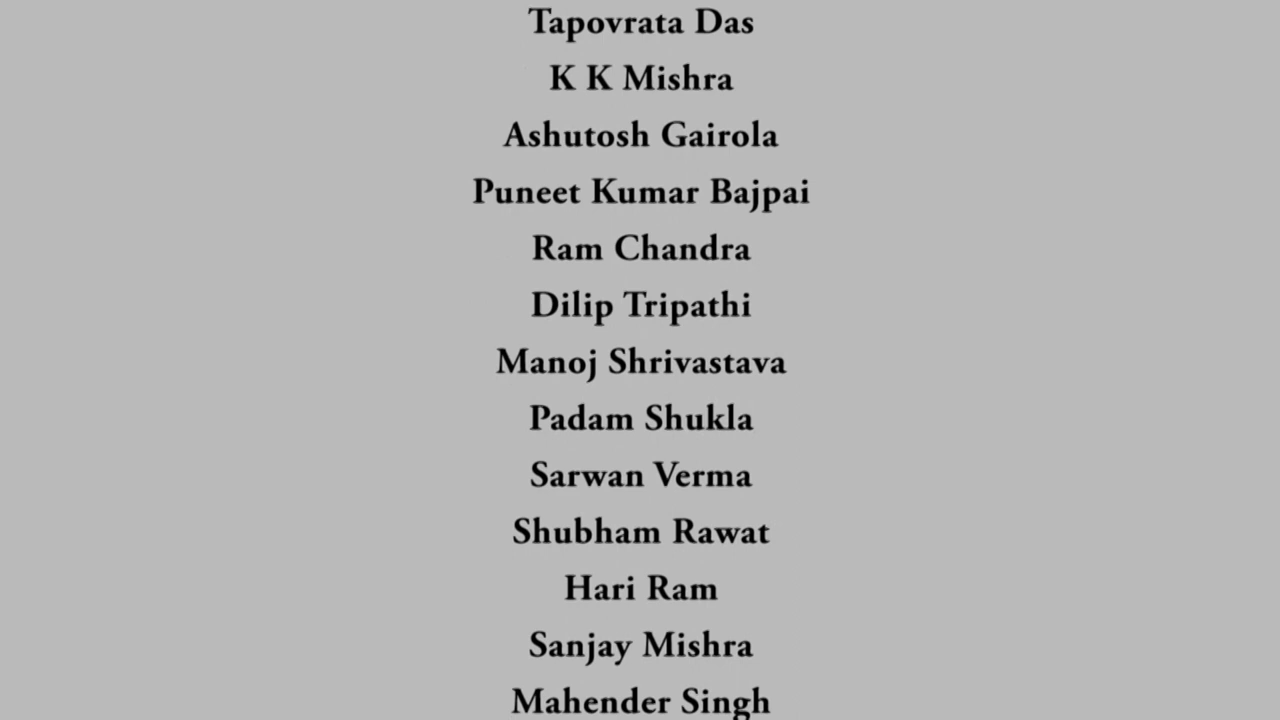 Tapovrata Das
K K Mishra
Ashutosh Gairola
Puneet Kumar Bajpai
Ram Chandra
Dilip Tripathi
Manoj Shrivastava
Padam Shukla
Sarwan Verma
Shubham Rawat
Hari Ram
Sanjay Mishra
Mahender Singh